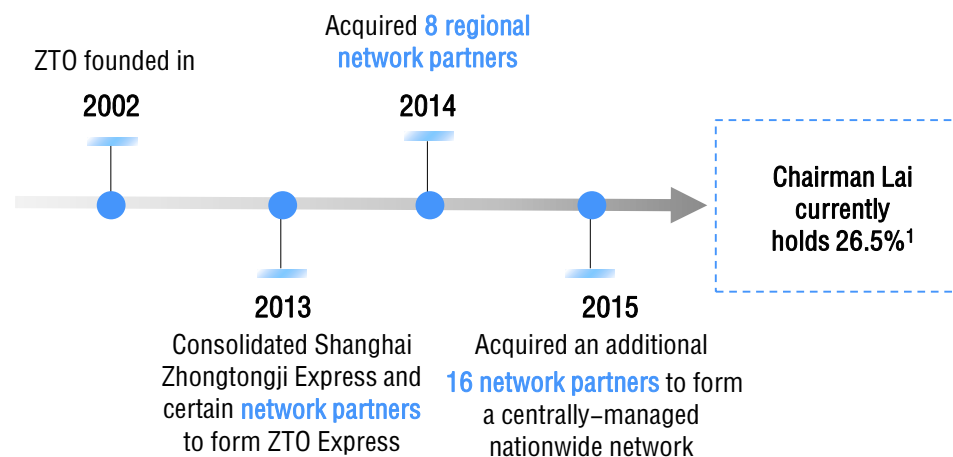 ZTO founded in
2002
Acquired 8 regional
network partners
2014
2013
Consolidated Shanghai
Zhongtongji Express and
certain network partners
to form ZTO Express
2015
Acquired an additional
16 network partners to form
a centrally–managed
nationwide network
Chairman Lai
currently
holds 26.5%¹